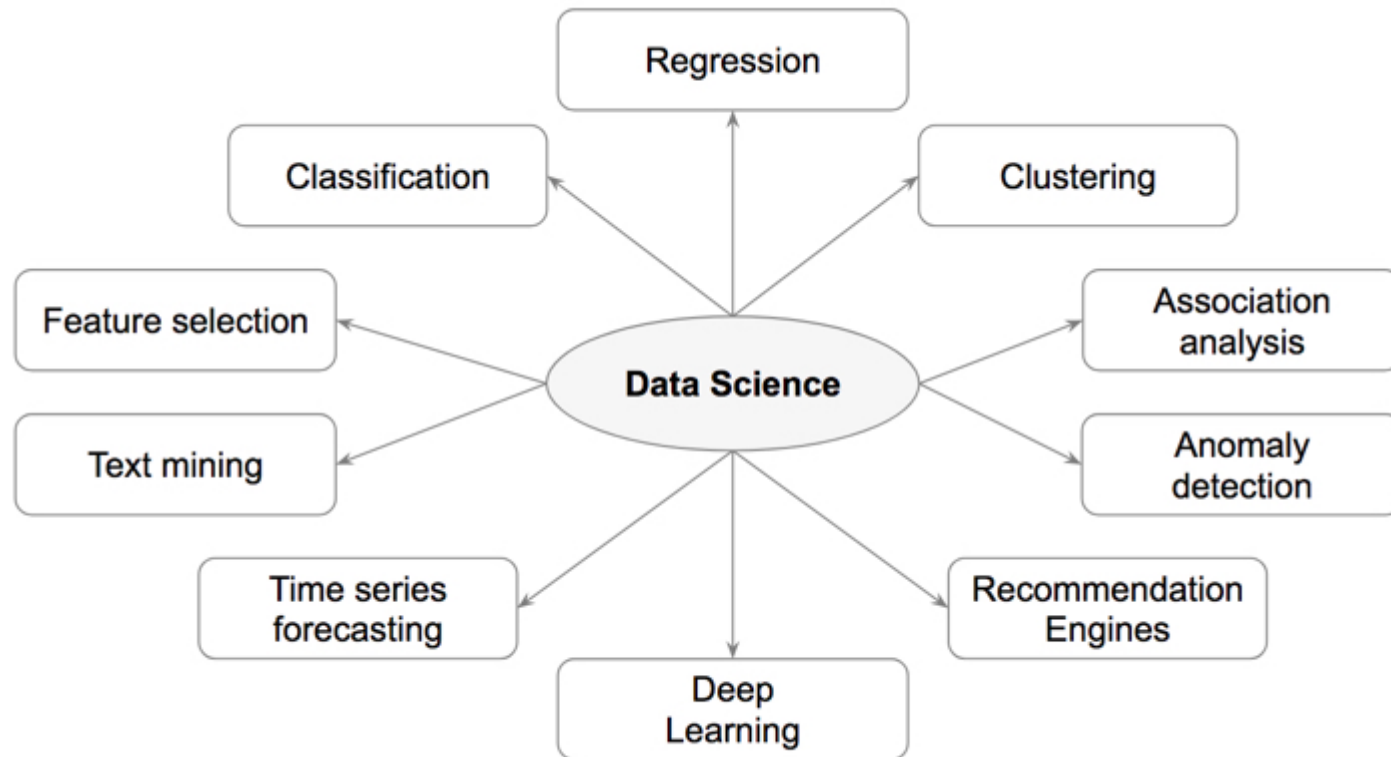 Regression
Classification
Clustering
Feature selection
Association
analysis
Data Science
Text mining
Anomaly
detection
Time series
forecasting
Recommendation
Engines
Deep
Learning